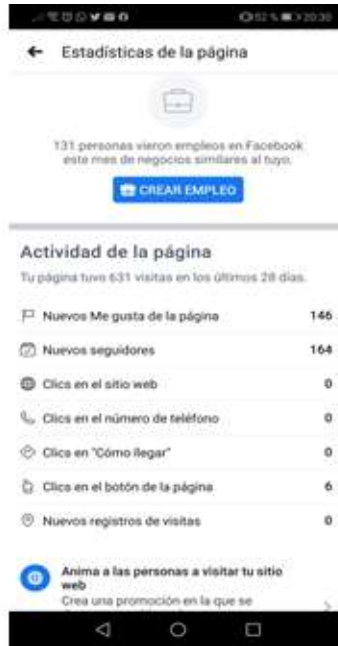 52 % 20:30
Estadísticas de la página
131 personas vieron empleos en Facebook
este mes de negocios similares al tuyo.
CREAR EMPLEO
Actividad de la página
Tu página tuvo 631 visitas en los últimos 28 días.
Nuevos Me gusta de la página 146
Nuevos seguidores 164
Clics en el sitio web 0
Clics en el número de teléfono 0
Clics en "Cómo llegar" 0
Clics en el botón de la página 6
Nuevos registros de visitas 0
Anima a las personas a visitar tu sitio
web
Crea una promoción en la que se